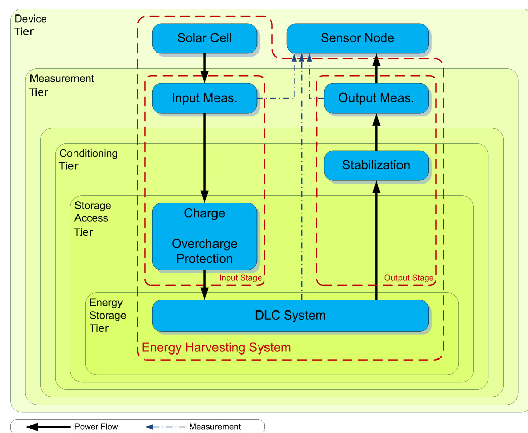 Device
Tier
Solar Cell
Sensor Node
Measurement
Tier
Input Meas.
Output Meas.
Conditioning
Tier
Stabilization
Storage
Access
Tier
Charge
Overcharge
Protection
Input Stage
Output Stage
Energy
Storage
Tier
DLC System
Energy Harvesting System
Power Flow
Measurement